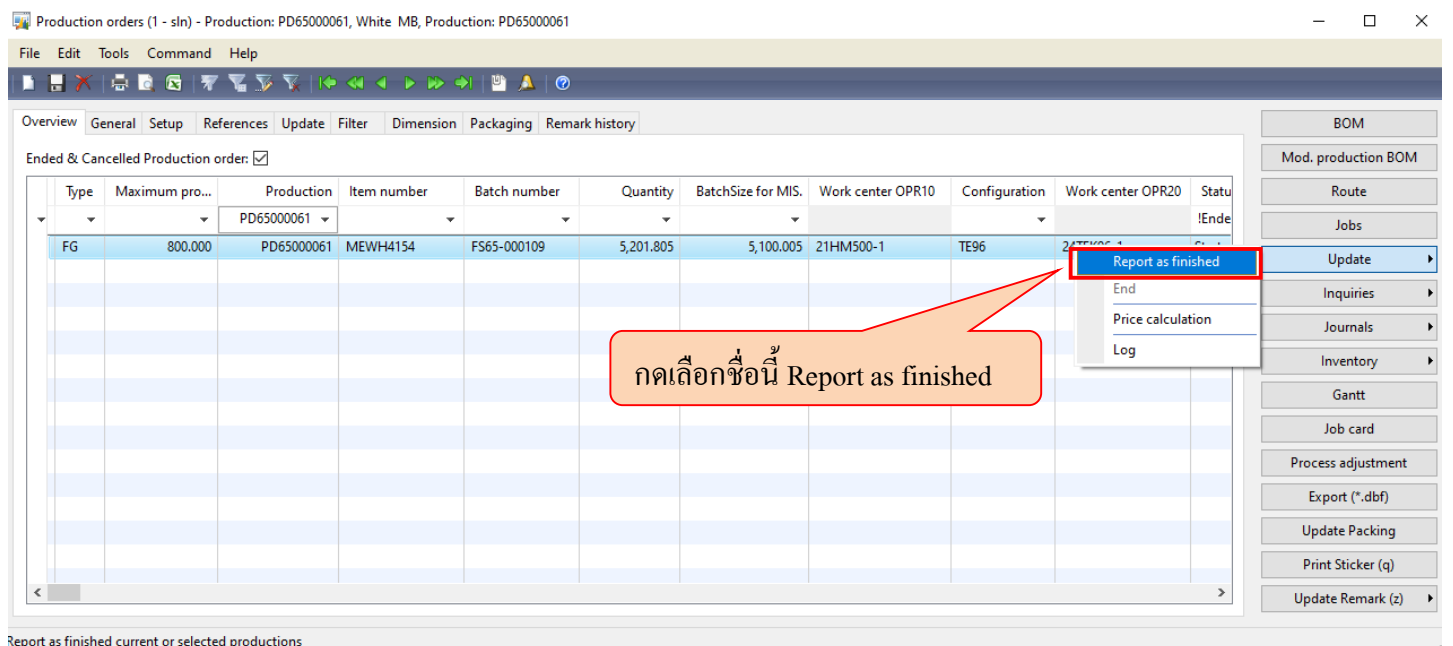 Production orders (1 - sln) - Production: PD65000061, White MB, Production: PD65000061
File Edit Tools Command Help
Overview General Setup References Update Filter Dimension Packaging Remark history
Ended & Cancelled Production order:
Type Maximum pro... Production Item number Batch number Quantity BatchSize for MIS. Work center OPR10 Configuration Work center OPR20 Statu
PD65000061 !Ende
FG 800.000 PD65000061 MEWH4154 FS65-000109 5,201.805 5,100.005 21HM500-1 TE96
Report as finished
End
Price calculation
Log
กดเลือกชื่อนี้ Report as finished
BOM
Mod. production BOM
Route
Jobs
Update
Inquiries
Journals
Inventory
Gantt
Job card
Process adjustment
Export (*.dbf)
Update Packing
Print Sticker (q)
Update Remark (z)
Report as finished current or selected productions